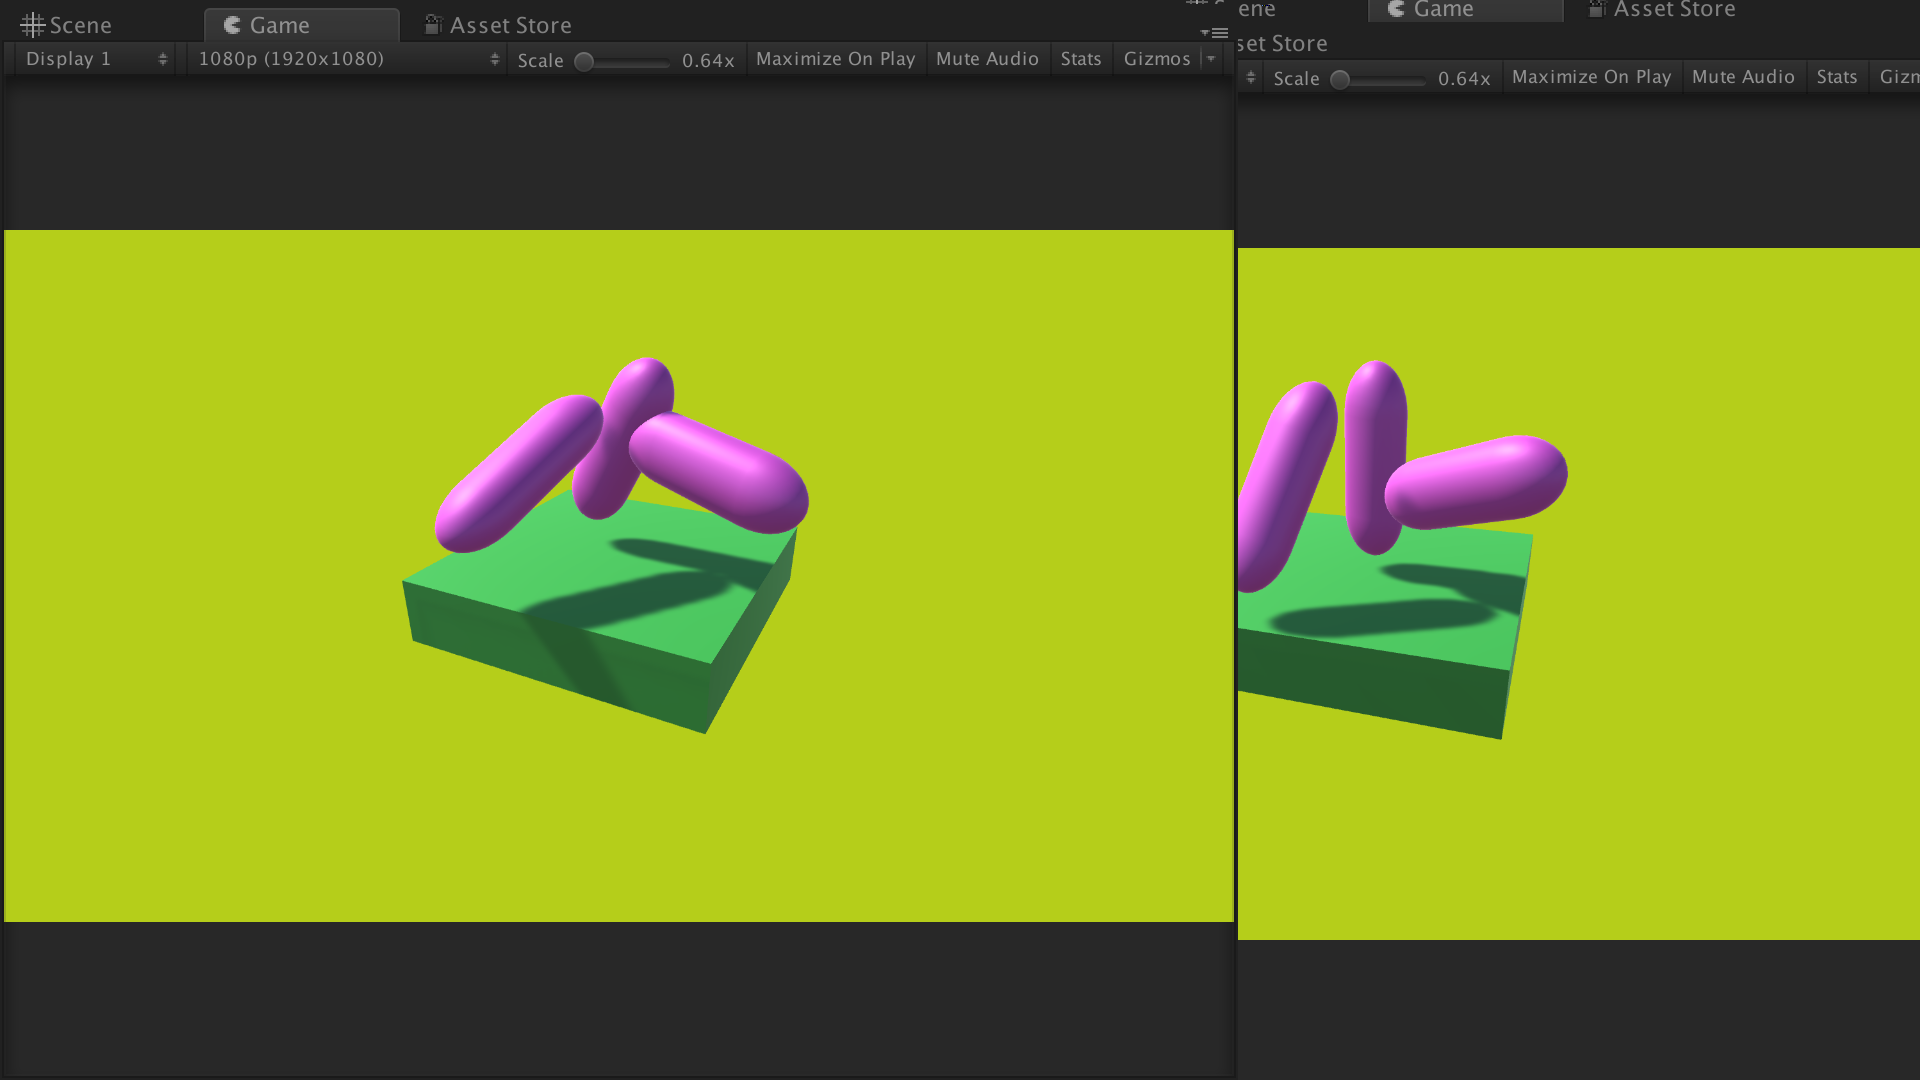 Scene Game Asset Store
Display 1 1080p (1920x1080) Scale 0.64x Maximize On Play Mute Audio Stats Gizmos
ene Game Asset Store
set Store
Scale 0.64x Maximize On Play Mute Audio Stats Gizm